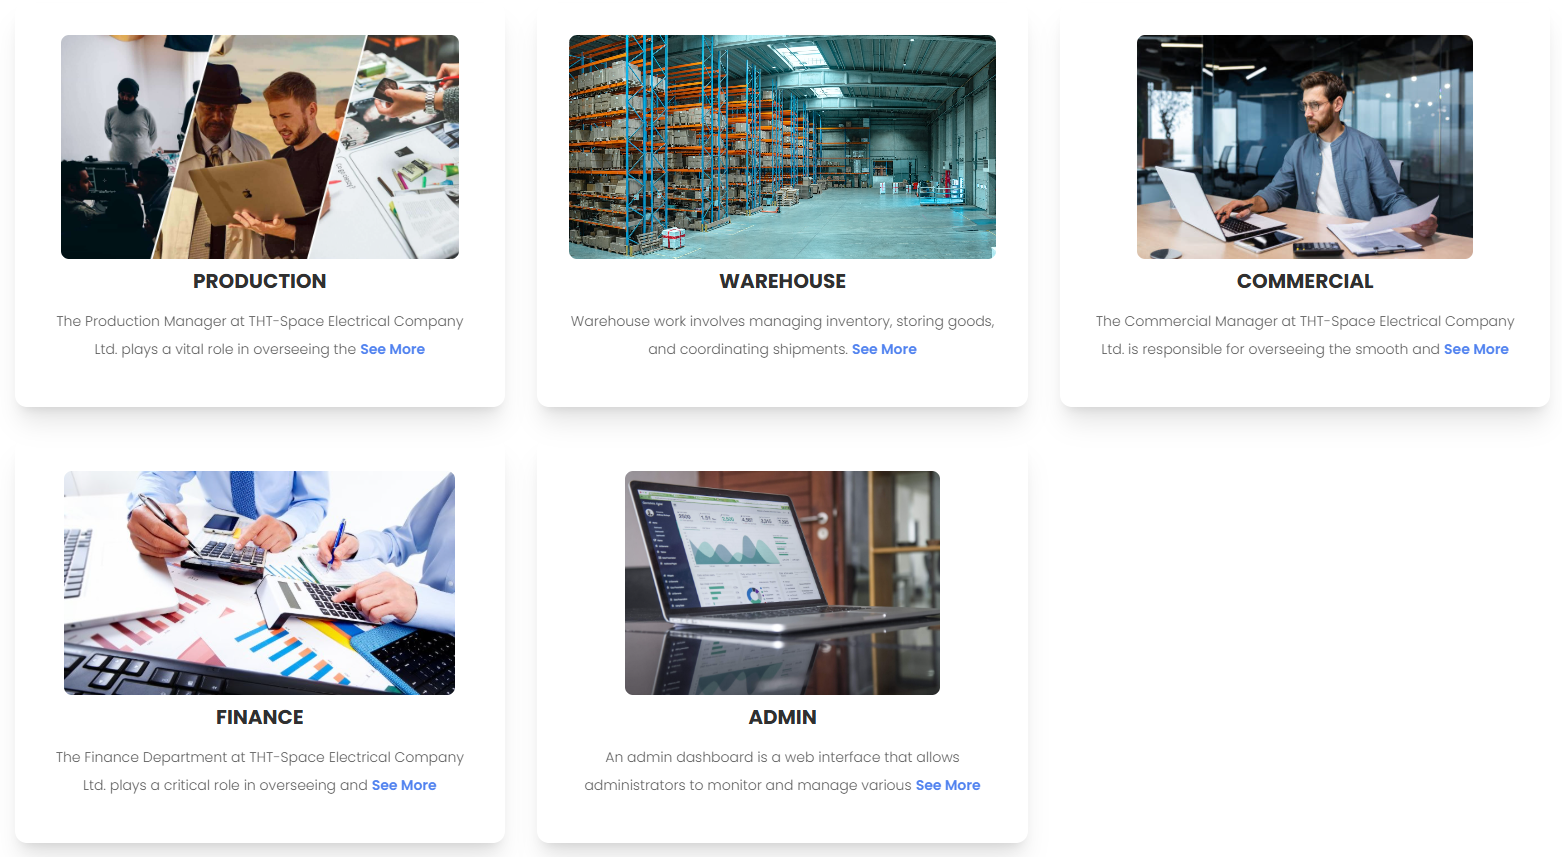 PRODUCTION
The Production Manager at THT-Space Electrical Company
Ltd. plays a vital role in overseeing the See More
WAREHOUSE
Warehouse work involves managing inventory, storing goods,
and coordinating shipments. See More
COMMERCIAL
The Commercial Manager at THT-Space Electrical Company
Ltd. is responsible for overseeing the smooth and See More
FINANCE
The Finance Department at THT-Space Electrical Company
Ltd. plays a critical role in overseeing and See More
ADMIN
An admin dashboard is a web interface that allows
administrators to monitor and manage various See More